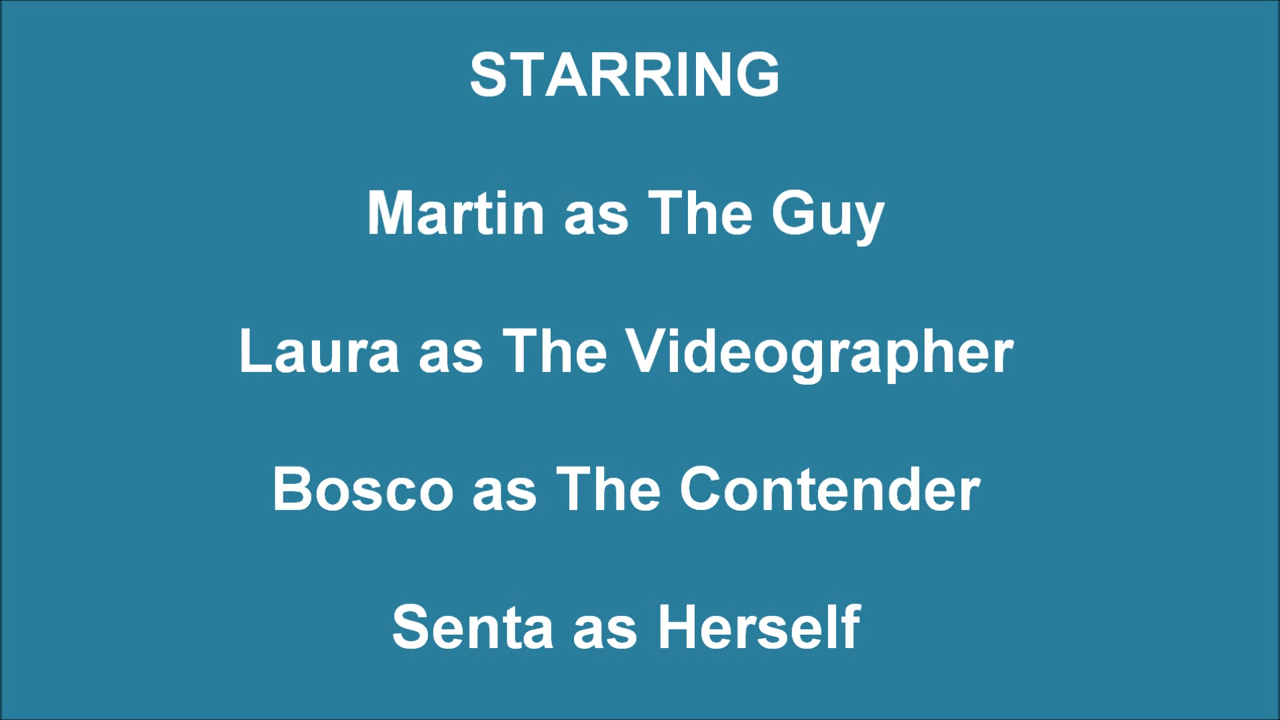 STARRING
Martin as The Guy
Laura as The Videographer
Bosco as The Contender
Senta as Herself